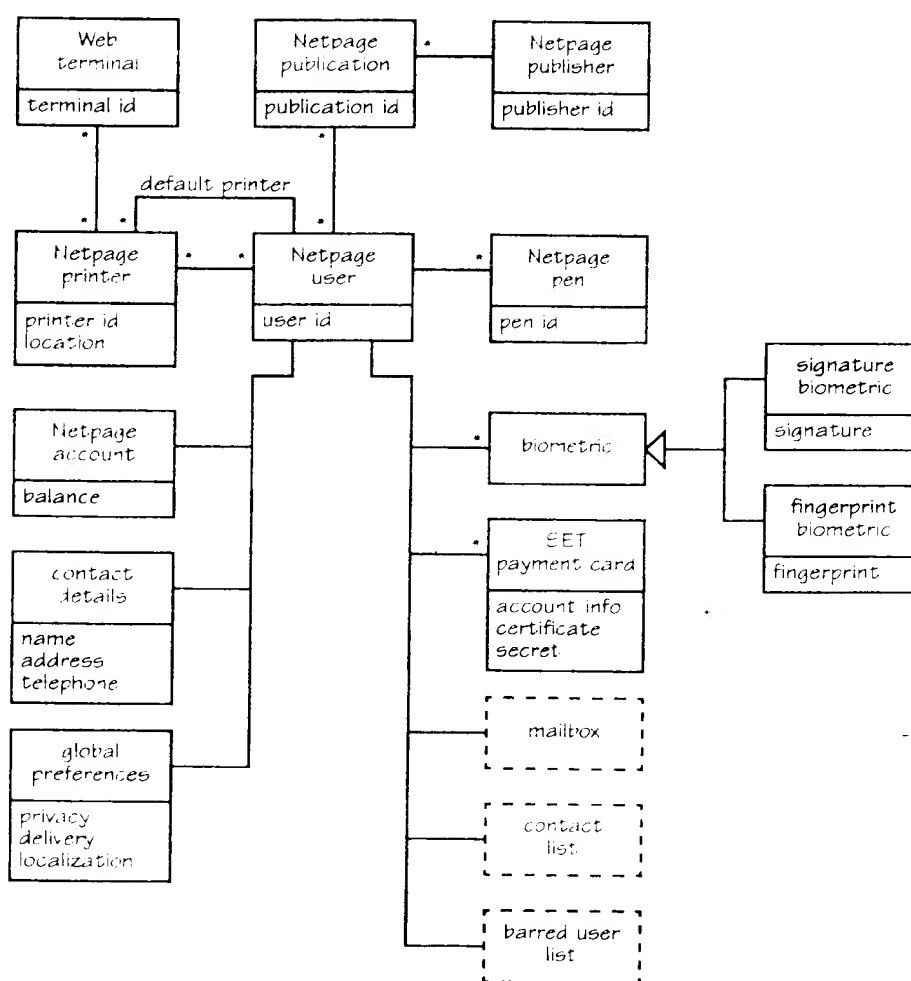 Web
terminal
terminal id
Netpage
publication
publication id
*
Netpage
publisher
publisher id
*
*
default printer
*
*
*
Netpage
printer
printer id
location
*
*
Netpage
user
user id
*
Netpage
pen
pen id
Netpage
account
balance
*
biometric
signature
biometric
signature
fingerprint
biometric
fingerprint
contact
details
name
address
telephone
*
SET
payment card
account info
certificate
secret
global
preferences
privacy
delivery
localization
mailbox
contact
list
barred user
list